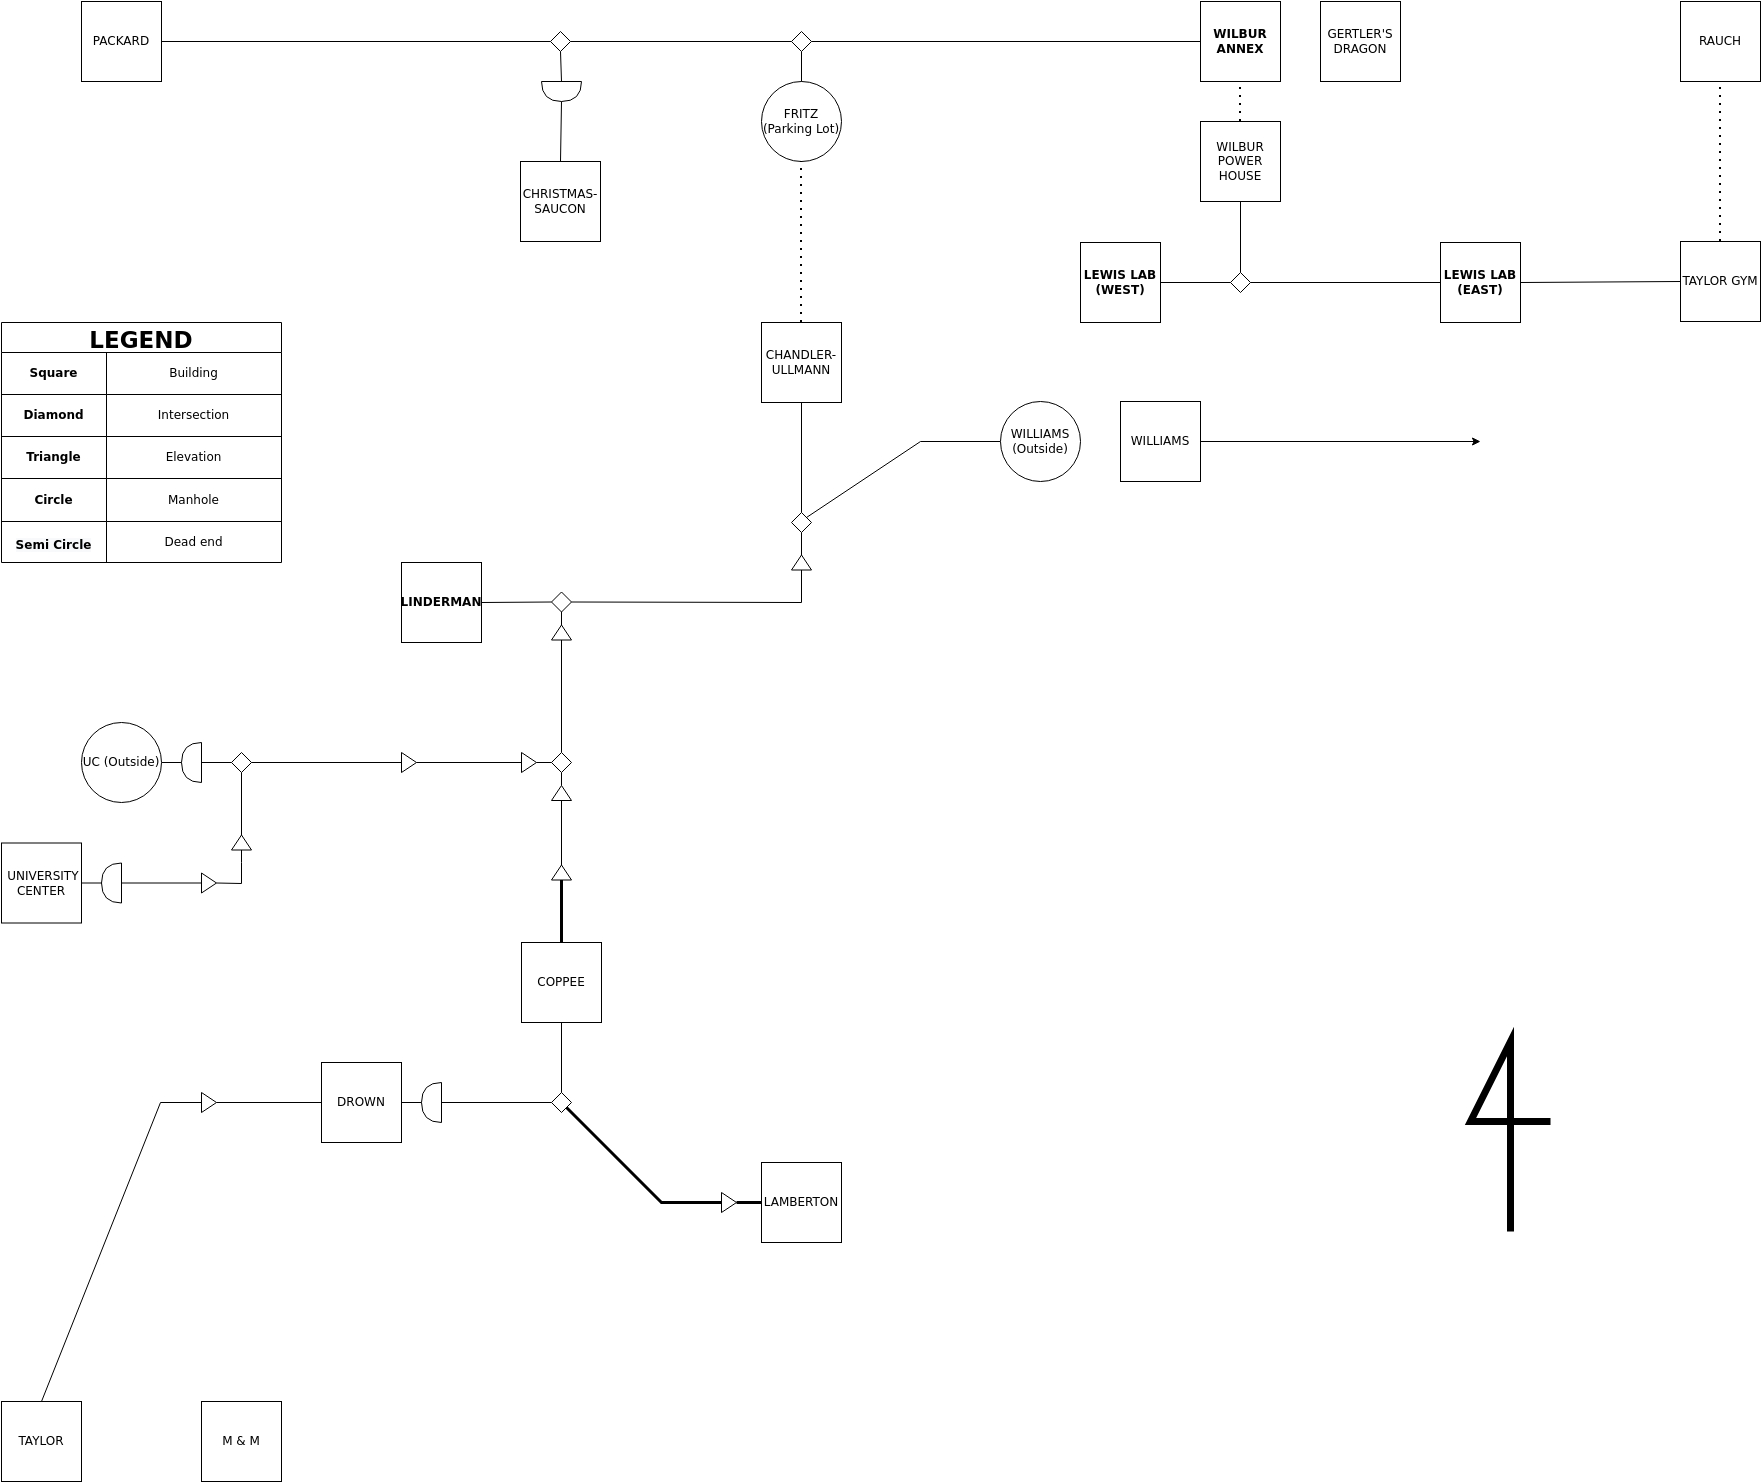 PACKARD
WILBUR
ANNEX
GERTLER'S
DRAGON
RAUCH
FRITZ
(Parking Lot)
WILBUR
POWER
HOUSE
CHRISTMAS-
SAUCON
LEWIS LAB
(WEST)
LEWIS LAB
(EAST)
TAYLOR GYM
LEGEND
Square Building
Diamond Intersection
Triangle Elevation
Circle Manhole
Semi Circle Dead end
CHANDLER-
ULLMANN
WILLIAMS
(Outside)
WILLIAMS
LINDERMAN
UC (Outside)
UNIVERSITY
CENTER
COPPEE
DROWN
LAMBERTON
TAYLOR
M & M